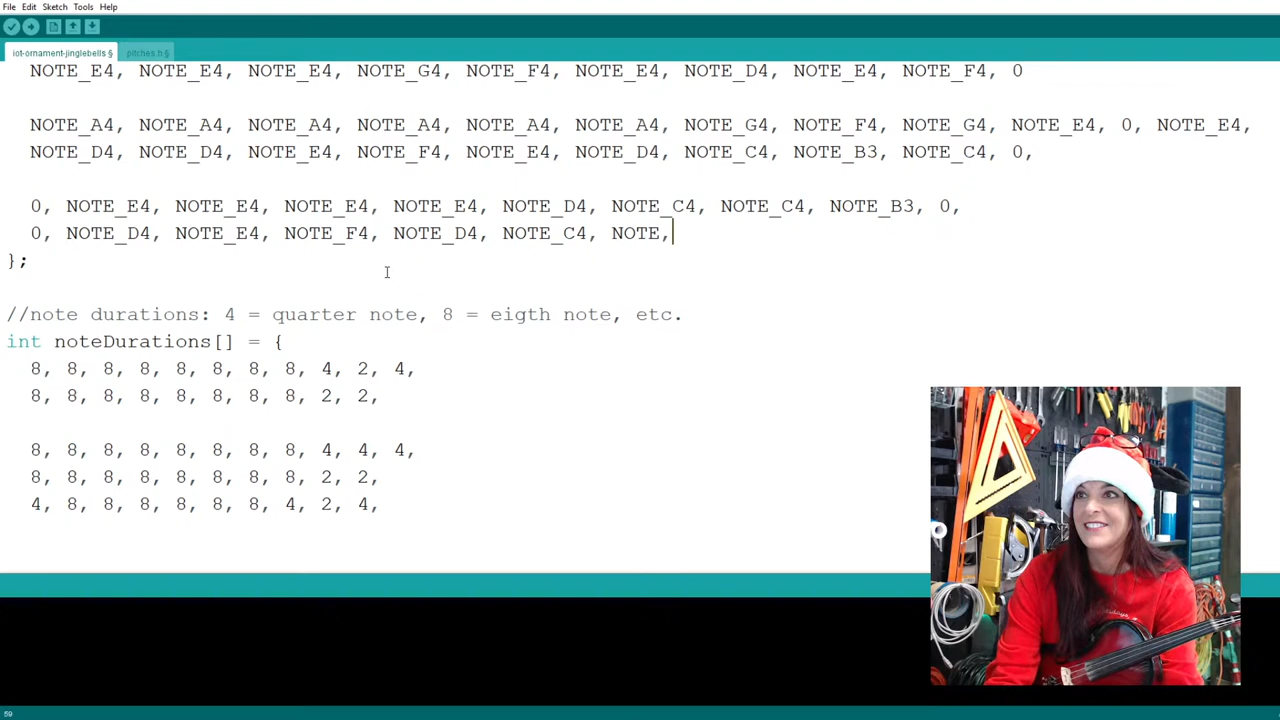 File Edit Sketch Tools Help
iot-ornament-jinglebells § pitches.h §
NOTE_E4, NOTE_E4, NOTE_E4, NOTE_G4, NOTE_F4, NOTE_E4, NOTE_D4, NOTE_E4, NOTE_F4, 0
NOTE_A4, NOTE_A4, NOTE_A4, NOTE_A4, NOTE_A4, NOTE_A4, NOTE_G4, NOTE_F4, NOTE_G4, NOTE_E4, 0, NOTE_E4,
NOTE_D4, NOTE_D4, NOTE_E4, NOTE_F4, NOTE_E4, NOTE_D4, NOTE_C4, NOTE_B3, NOTE_C4, 0,
0, NOTE_E4, NOTE_E4, NOTE_E4, NOTE_E4, NOTE_D4, NOTE_C4, NOTE_C4, NOTE_B3, 0,
0, NOTE_D4, NOTE_E4, NOTE_F4, NOTE_D4, NOTE_C4, NOTE,
};
//note durations: 4 = quarter note, 8 = eigth note, etc.
int noteDurations[] = {
8, 8, 8, 8, 8, 8, 8, 8, 4, 2, 4,
8, 8, 8, 8, 8, 8, 8, 8, 2, 2,
8, 8, 8, 8, 8, 8, 8, 8, 4, 4, 4,
8, 8, 8, 8, 8, 8, 8, 8, 2, 2,
4, 8, 8, 8, 8, 8, 8, 4, 2, 4,
59